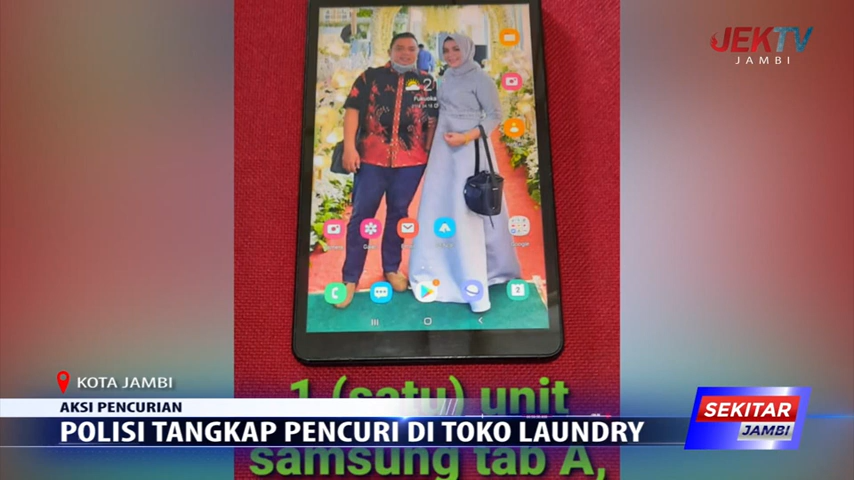 JEKTV
JAMBI
Fukuoka
KOTA JAMBI
1 (satu) unit
AKSI PENCURIAN
POLISI TANGKAP PENCURI DI TOKO LAUNDRY
samsung tab A,
SEKITAR
JAMBI